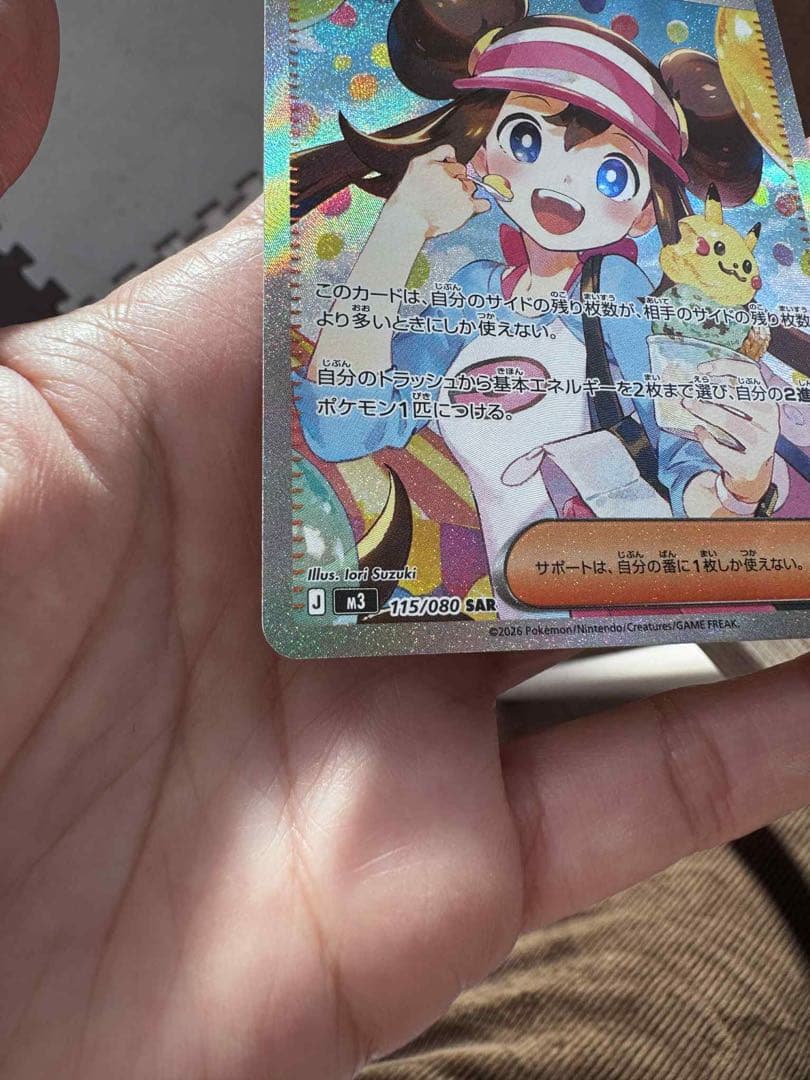 このカードは、自分のサイドの残り枚数が、相手のサイドの残り枚数
より多いときにしか使えない。
自分のトラッシュから基本エネルギーを2枚まで選び、自分の2進
ポケモン1匹につける。
サポートは、自分の番に1枚しか使えない。
Illus. Iori Suzuki
J M3 115/080 SAR
©2026 Pokémon/Nintendo/Creatures/GAME FREAK.